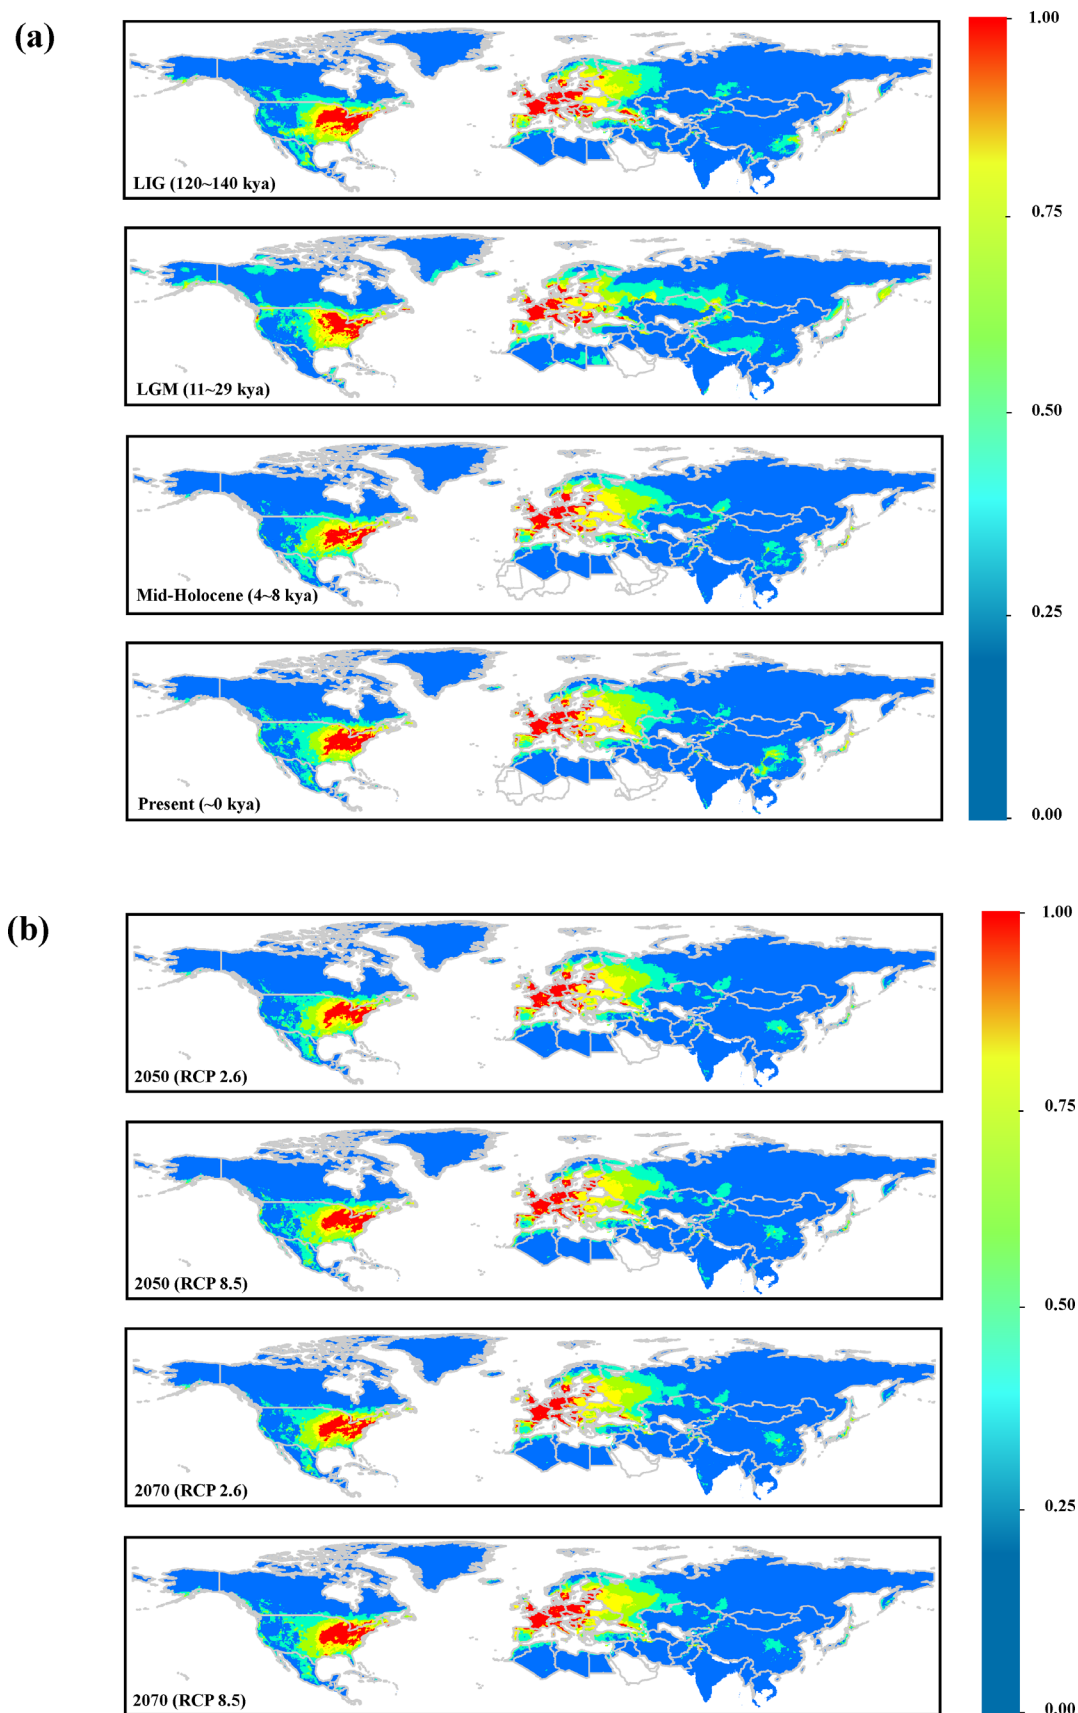 (a)
1.00
LIG (120~140 kya)
0.75
LGM (11~29 kya)
0.50
Mid-Holocene (4~8 kya)
0.25
Present (~0 kya)
0.00
(b)
1.00
2050 (RCP 2.6)
0.75
2050 (RCP 8.5)
0.50
2070 (RCP 2.6)
0.25
2070 (RCP 8.5)
0.00